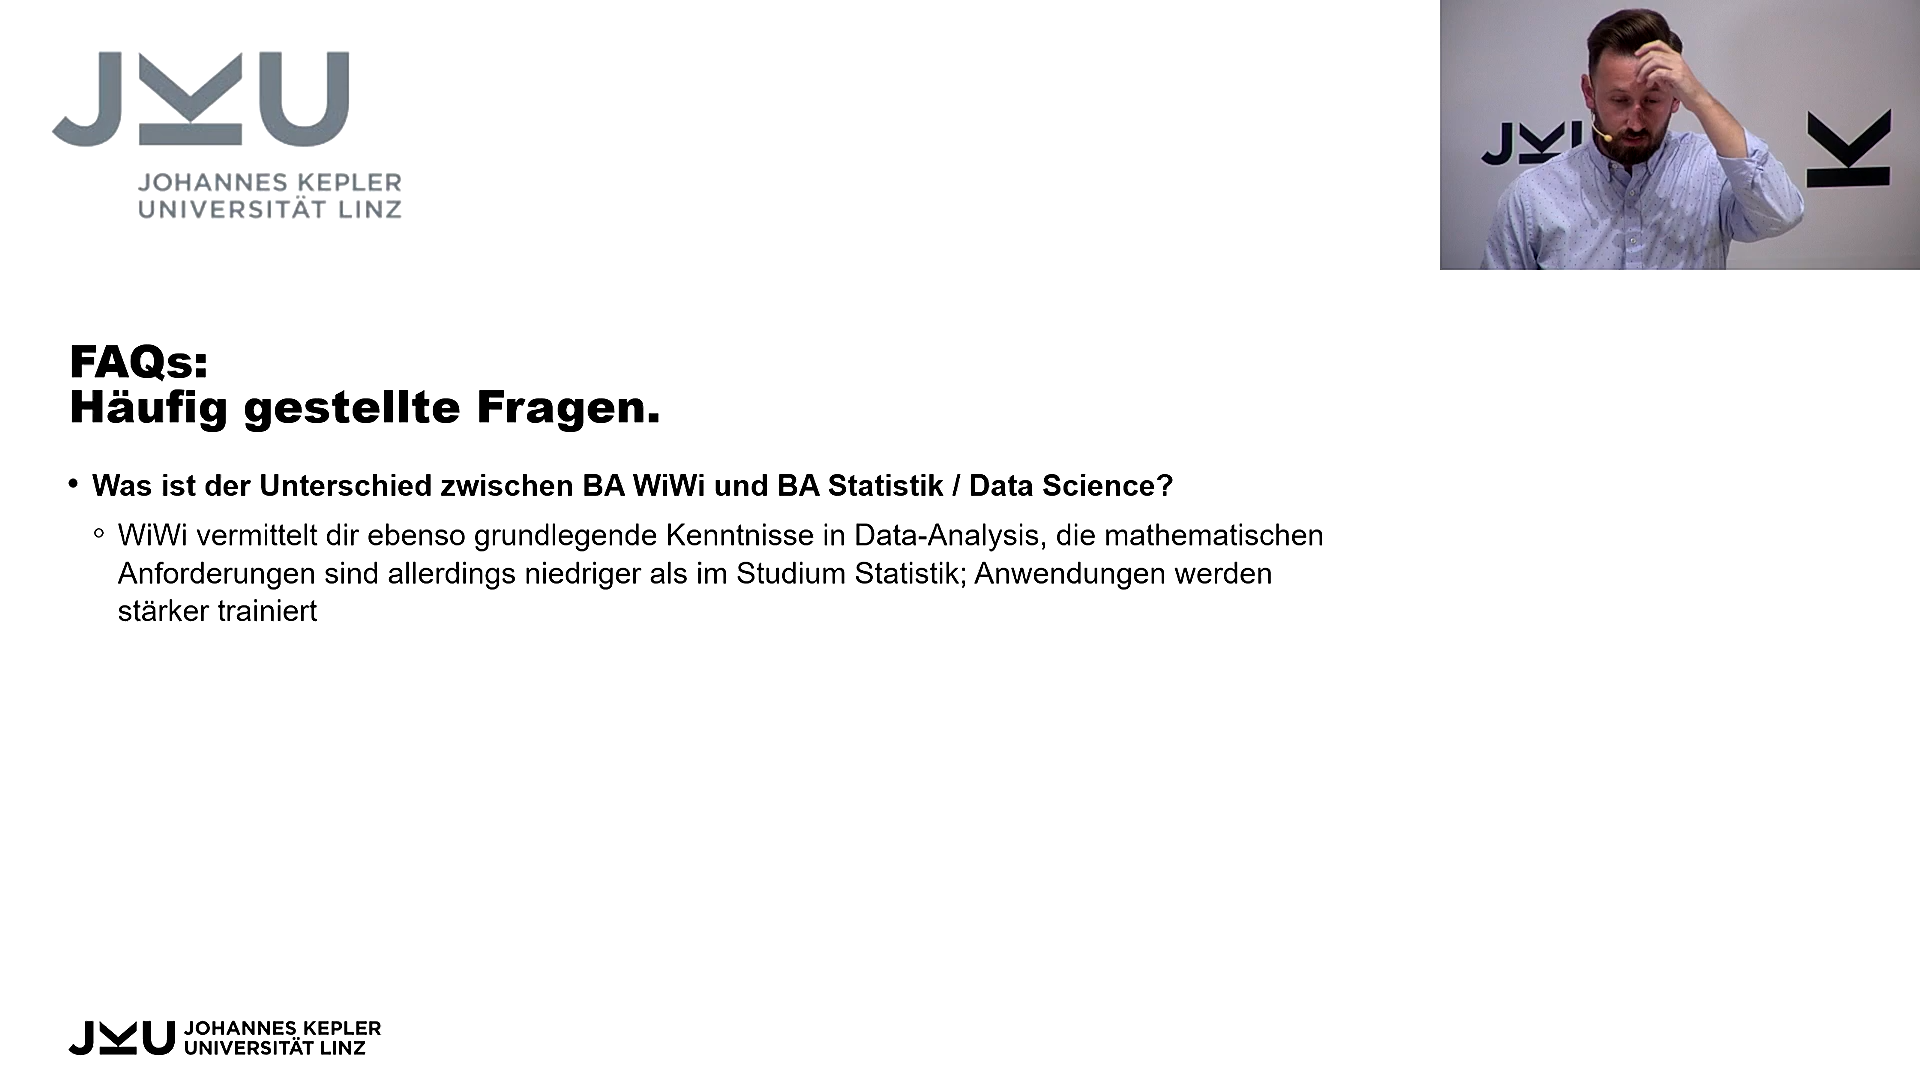 JKU
JOHANNES KEPLER
UNIVERSITÄT LINZ
JKU
K
FAQs:
Häufig gestellte Fragen.
• Was ist der Unterschied zwischen BA WiWi und BA Statistik / Data Science?
○ WiWi vermittelt dir ebenso grundlegende Kenntnisse in Data-Analysis, die mathematischen
Anforderungen sind allerdings niedriger als im Studium Statistik; Anwendungen werden
stärker trainiert
JKU JOHANNES KEPLER
UNIVERSITÄT LINZ